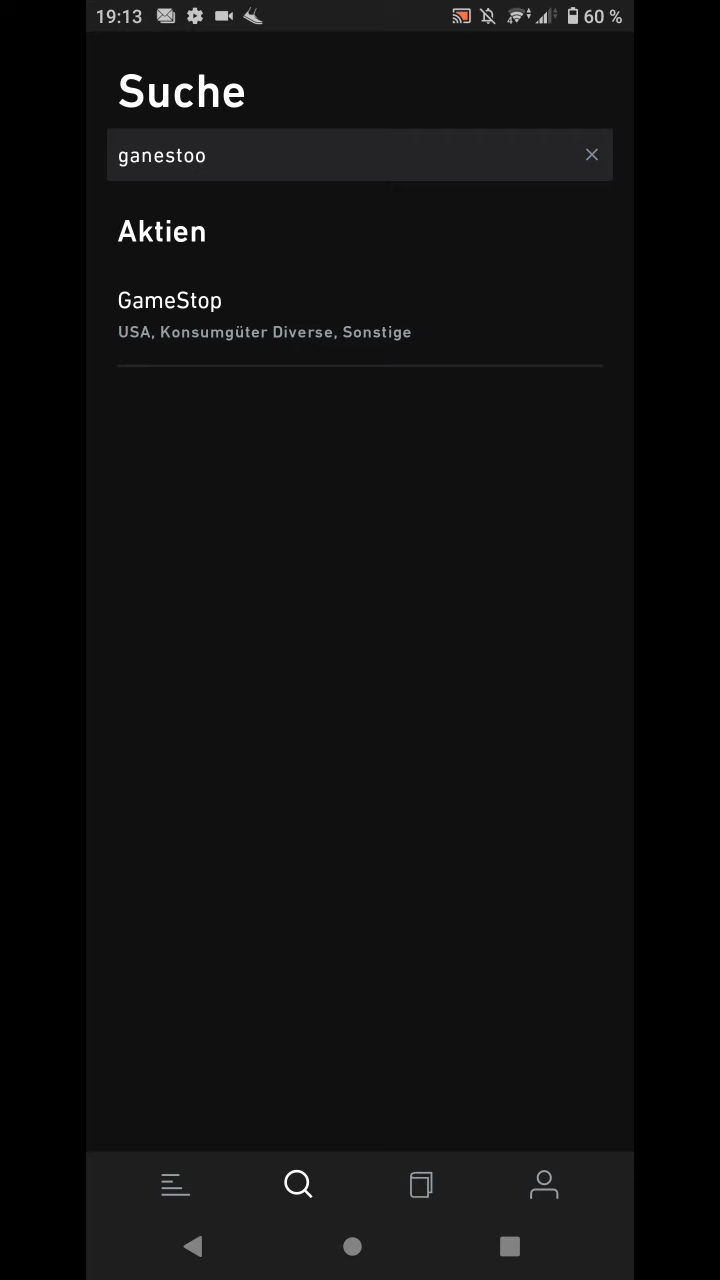 19:13
60 %
Suche
ganestoo
Aktien
GameStop
USA, Konsumgüter Diverse, Sonstige